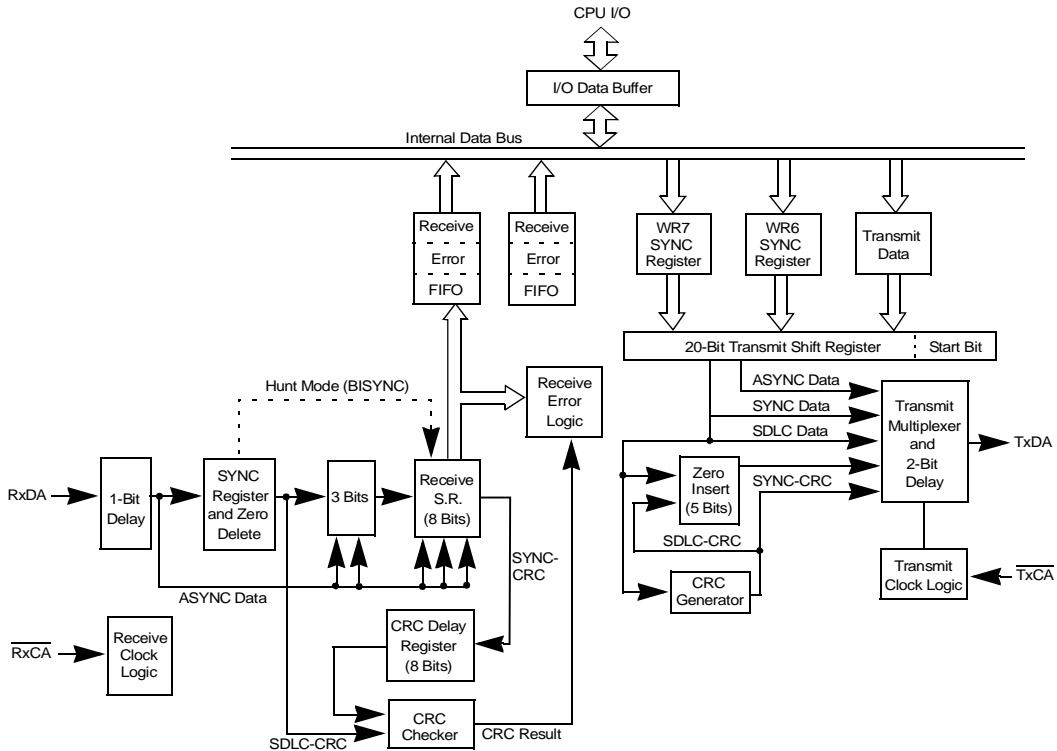 CPU I/O
I/O Data Buffer
Internal Data Bus
Receive
Error
FIFO
Receive
Error
FIFO
WR7
SYNC
Register
WR6
SYNC
Register
Transmit
Data
20-Bit Transmit Shift Register
Start Bit
Hunt Mode (BISYNC)
Receive
Error
Logic
ASYNC Data
SYNC Data
SDLC Data
Transmit
Multiplexer
and
2-Bit
Delay
TxDA
RxDA
1-Bit
Delay
SYNC
Register
and Zero
Delete
3 Bits
Receive
S.R.
(8 Bits)
Zero
Insert
(5 Bits)
SYNC-CRC
SDLC-CRC
SYNC-
CRC
ASYNC Data
CRC
Generator
Transmit
Clock Logic
TxCA
RxCA
Receive
Clock
Logic
CRC Delay
Register
(8 Bits)
CRC
Checker
SDLC-CRC
CRC Result